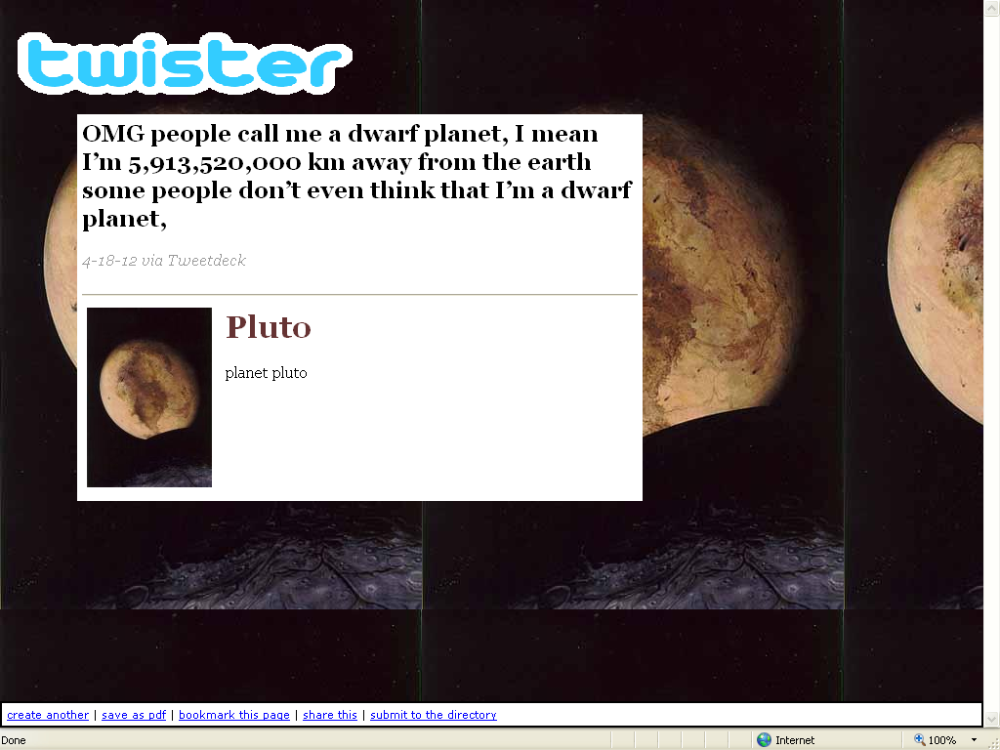 twister
OMG people call me a dwarf planet, I mean
I’m 5,913,520,000 km away from the earth
some people don’t even think that I’m a dwarf
planet,
4-18-12 via Tweetdeck
Pluto
planet pluto
create another | save as pdf | bookmark this page | share this | submit to the directory
Done
Internet
100%